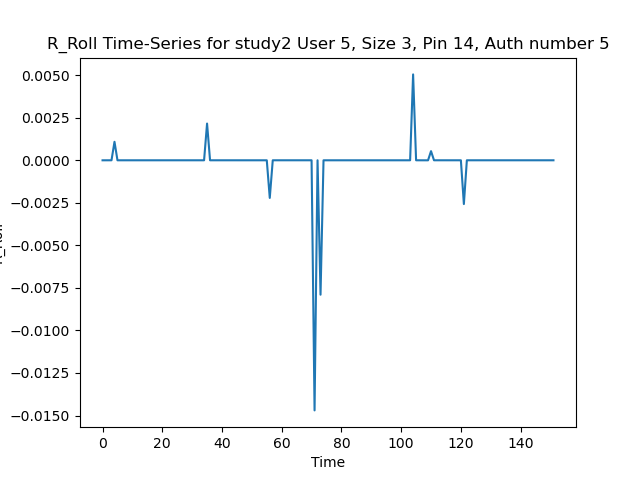 R_Roll Time-Series for study2 User 5, Size 3, Pin 14, Auth number 5
0.0050
0.0025
0.0000
−0.0025
−0.0050
−0.0075
−0.0100
−0.0125
−0.0150
R_Roll
0 20 40 60 80 100 120 140
Time